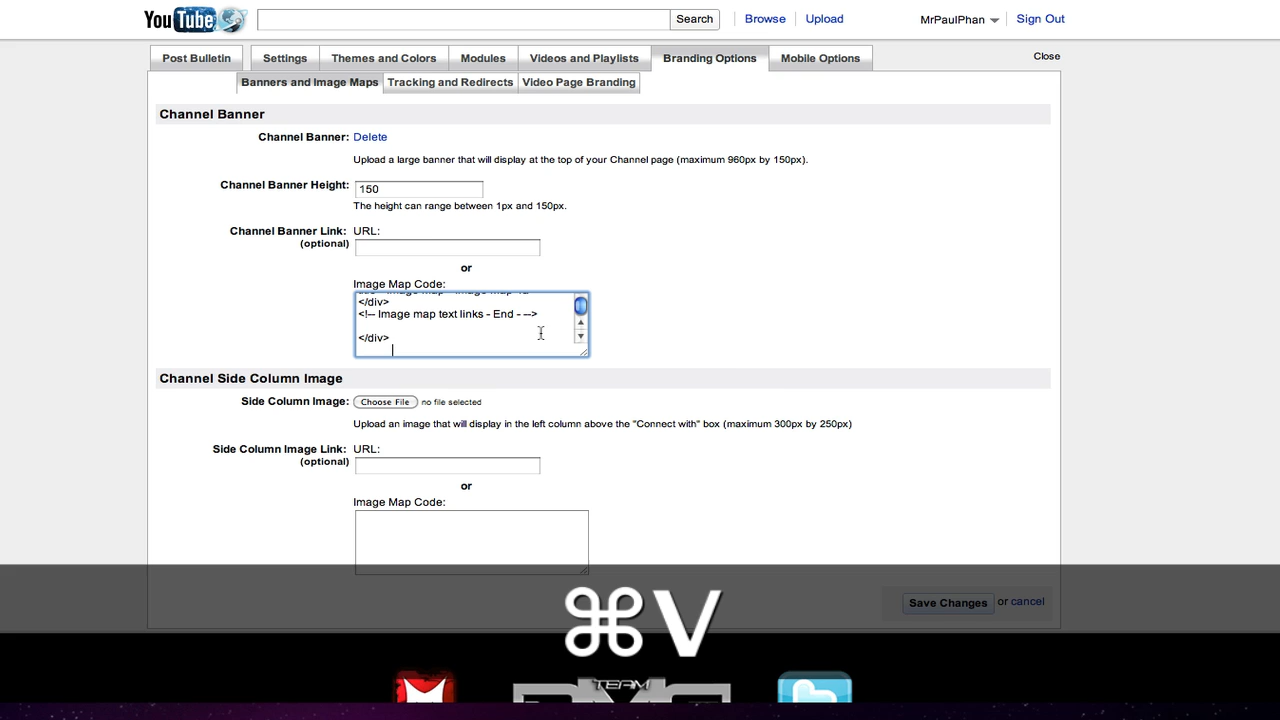 YouTube
Search
Browse
Upload
MrPaulPhan
Sign Out
Post Bulletin
Settings
Themes and Colors
Modules
Videos and Playlists
Branding Options
Mobile Options
Close
Banners and Image Maps
Tracking and Redirects
Video Page Branding
Channel Banner
Channel Banner: Delete
Upload a large banner that will display at the top of your Channel page (maximum 960px by 150px).
Channel Banner Height: 150
The height can range between 1px and 150px.
Channel Banner Link: URL:
(optional)
or
Image Map Code:
</div>
<!-- Image map text links - End - -->
</div>
Channel Side Column Image
Side Column Image: Choose File no file selected
Upload an image that will display in the left column above the "Connect with" box (maximum 300px by 250px)
Side Column Image Link: URL:
(optional)
or
Image Map Code:
Save Changes or cancel
⌘V
TEAM